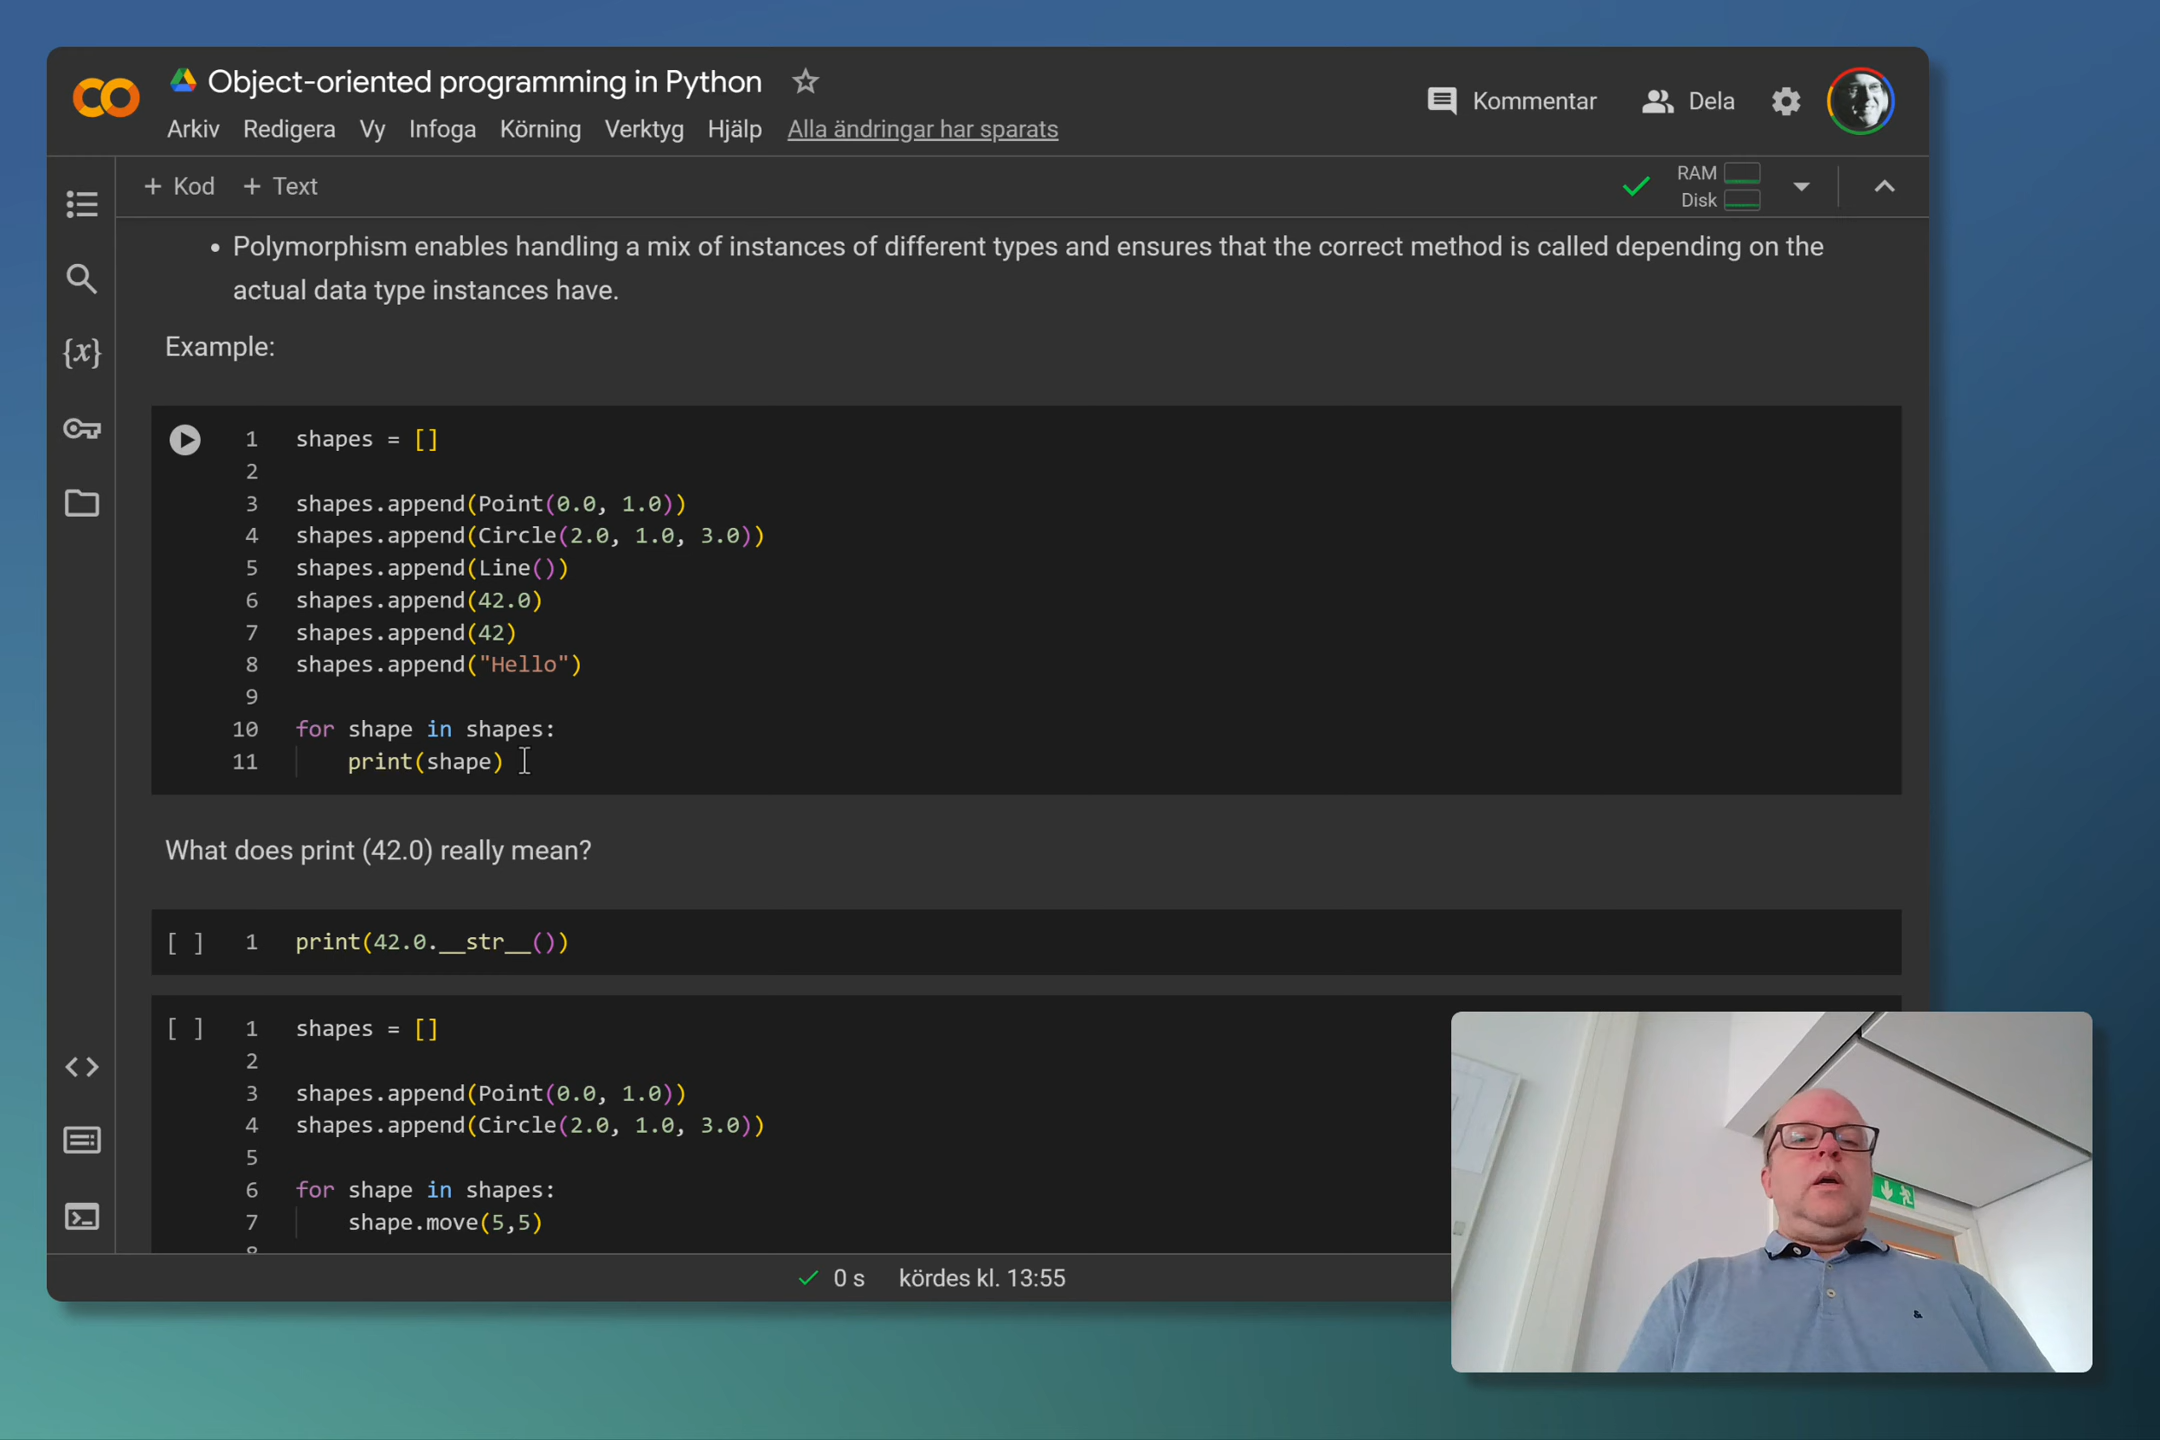 Object-oriented programming in Python
Arkiv Redigera Vy Infoga Körning Verktyg Hjälp Alla ändringar har sparats
Kommentar Dela
+ Kod + Text
RAM
Disk
• Polymorphism enables handling a mix of instances of different types and ensures that the correct method is called depending on the
actual data type instances have.
Example:
1 shapes = []
2
3 shapes.append(Point(0.0, 1.0))
4 shapes.append(Circle(2.0, 1.0, 3.0))
5 shapes.append(Line())
6 shapes.append(42.0)
7 shapes.append(42)
8 shapes.append("Hello")
9
10 for shape in shapes:
11 print(shape)
What does print (42.0) really mean?
[ ] 1 print(42.0.__str__())
[ ] 1 shapes = []
2
3 shapes.append(Point(0.0, 1.0))
4 shapes.append(Circle(2.0, 1.0, 3.0))
5
6 for shape in shapes:
7 shape.move(5,5)
8
0 s kördes kl. 13:55